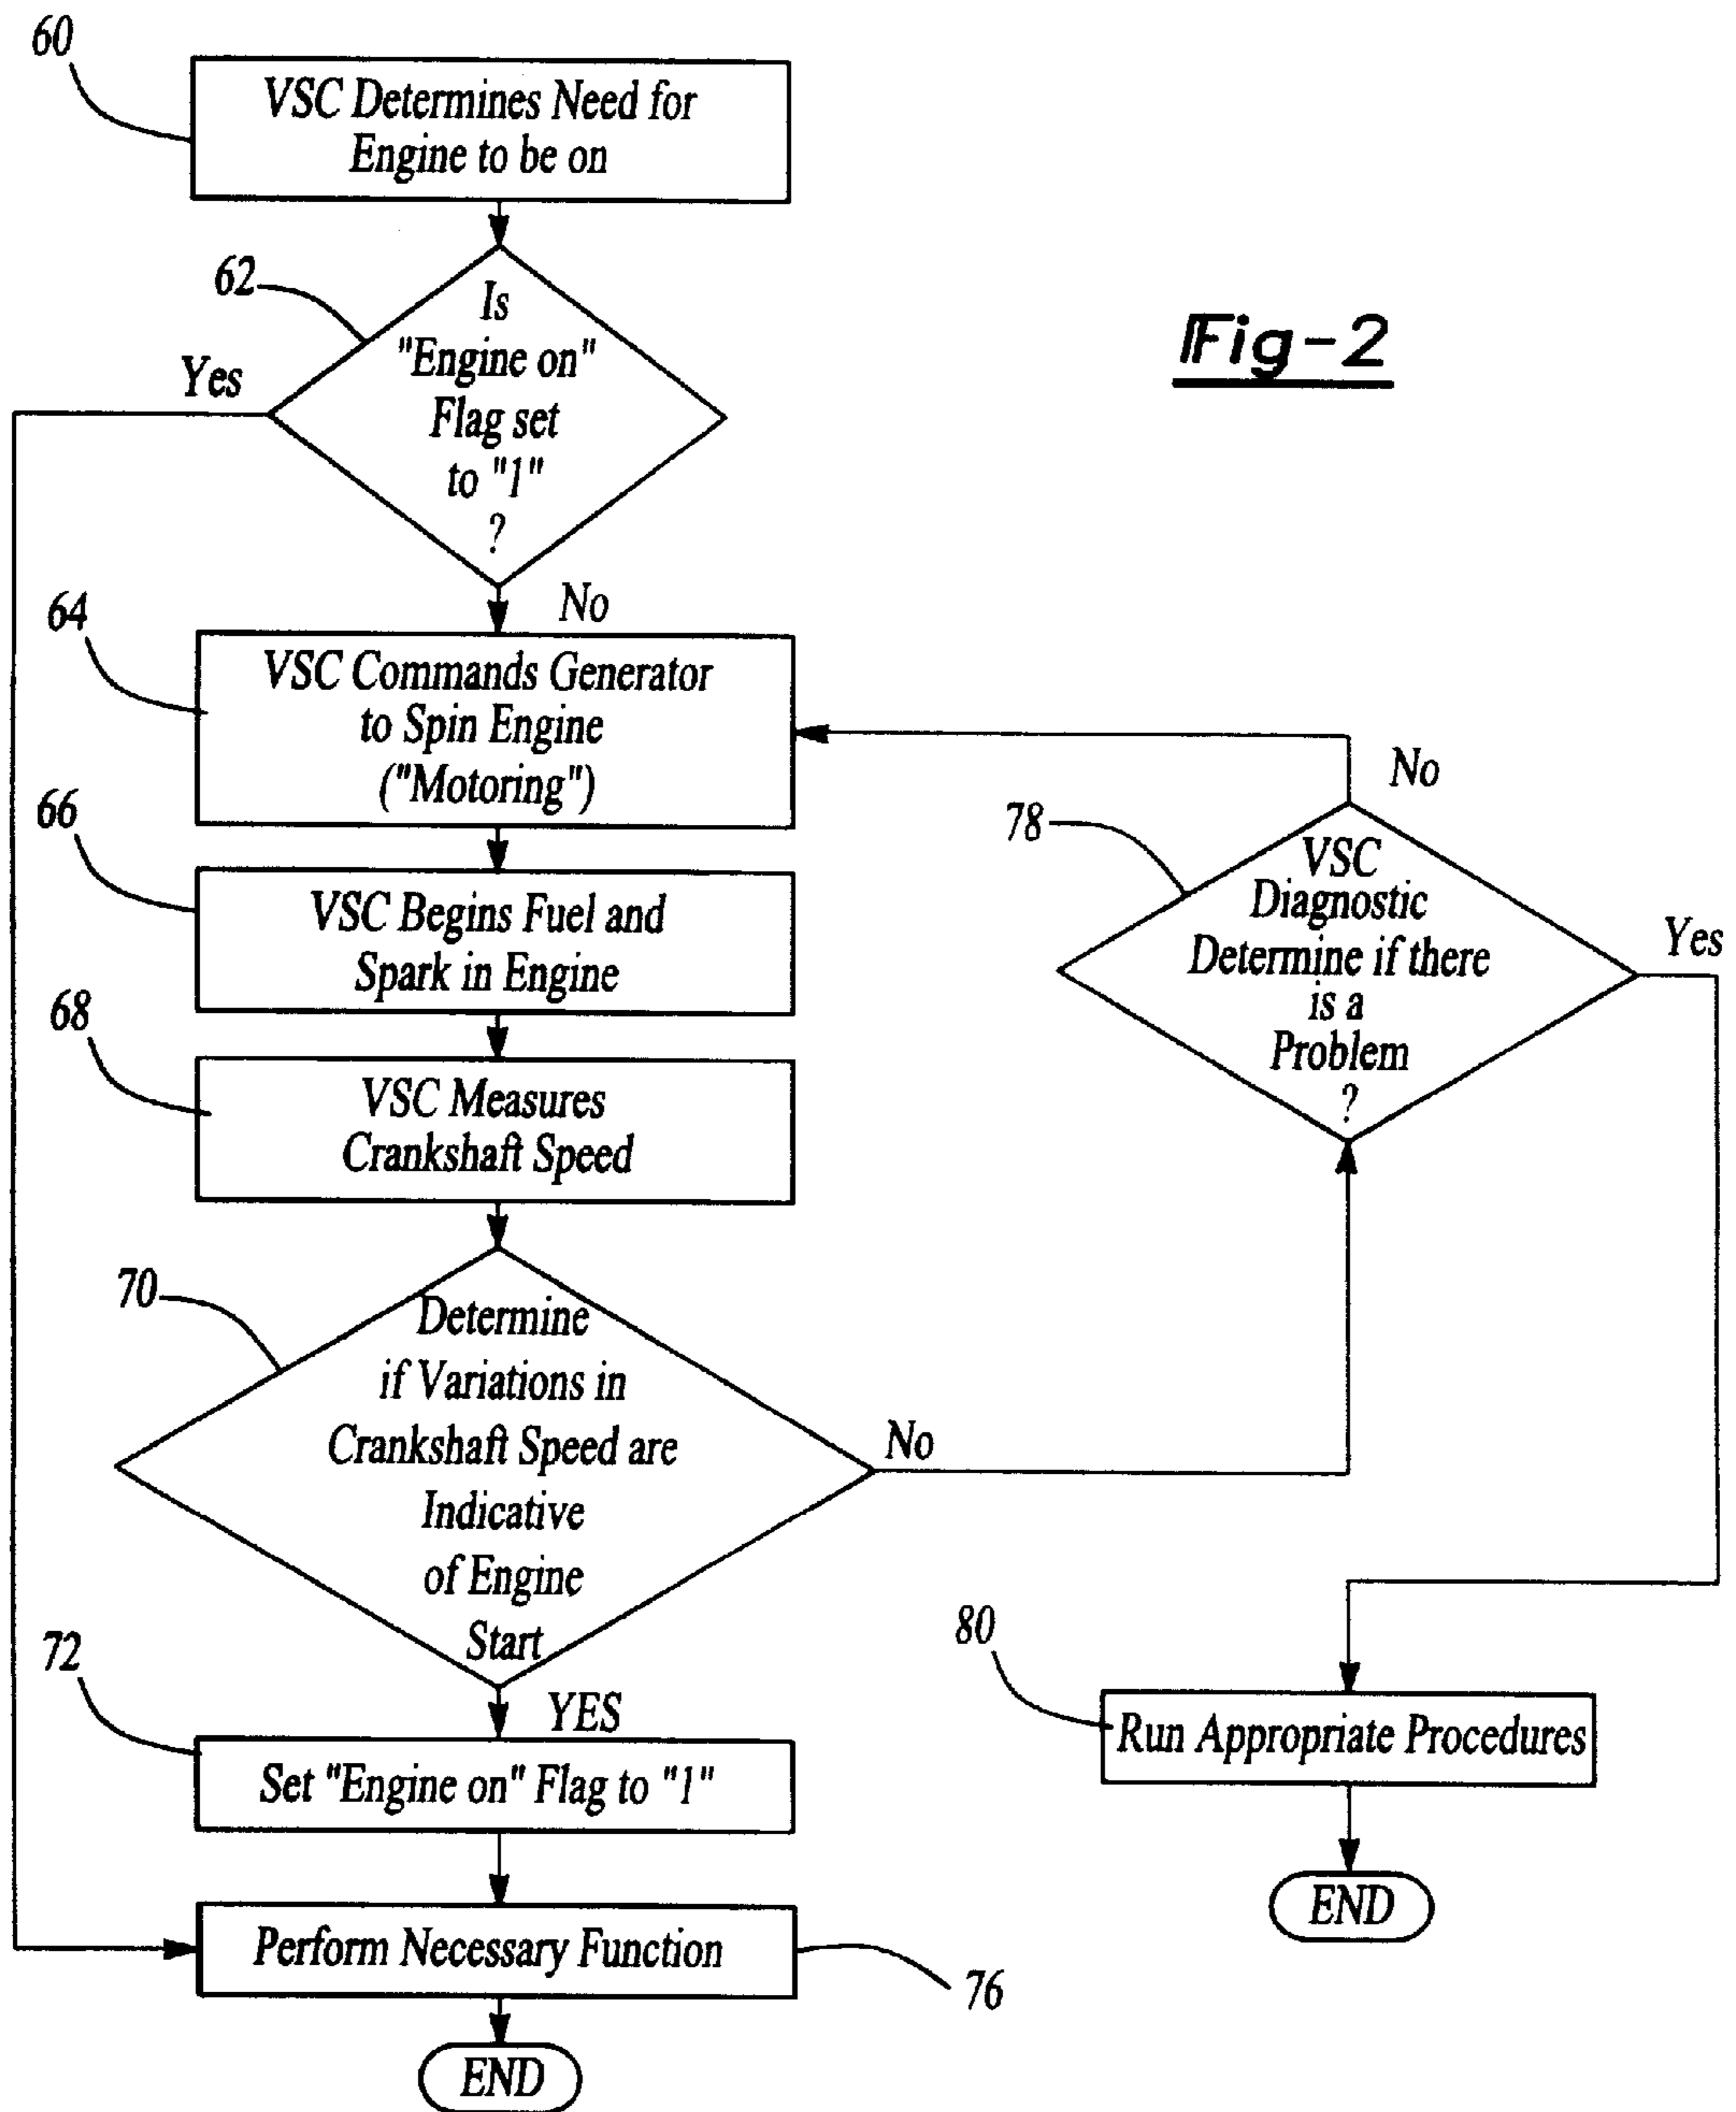 60
VSC Determines Need for
Engine to be on
62
Is
"Engine on"
Flag set
to "1"
?
Yes
Fig-2
No
64
VSC Commands Generator
to Spin Engine
("Motoring")
66
VSC Begins Fuel and
Spark in Engine
68
VSC Measures
Crankshaft Speed
70
Determine
if Variations in
Crankshaft Speed are
Indicative
of Engine
Start
No
YES
72
Set "Engine on" Flag to "1"
Perform Necessary Function
76
END
No
78
VSC
Diagnostic
Determine if there
is a
Problem
?
Yes
80
Run Appropriate Procedures
END